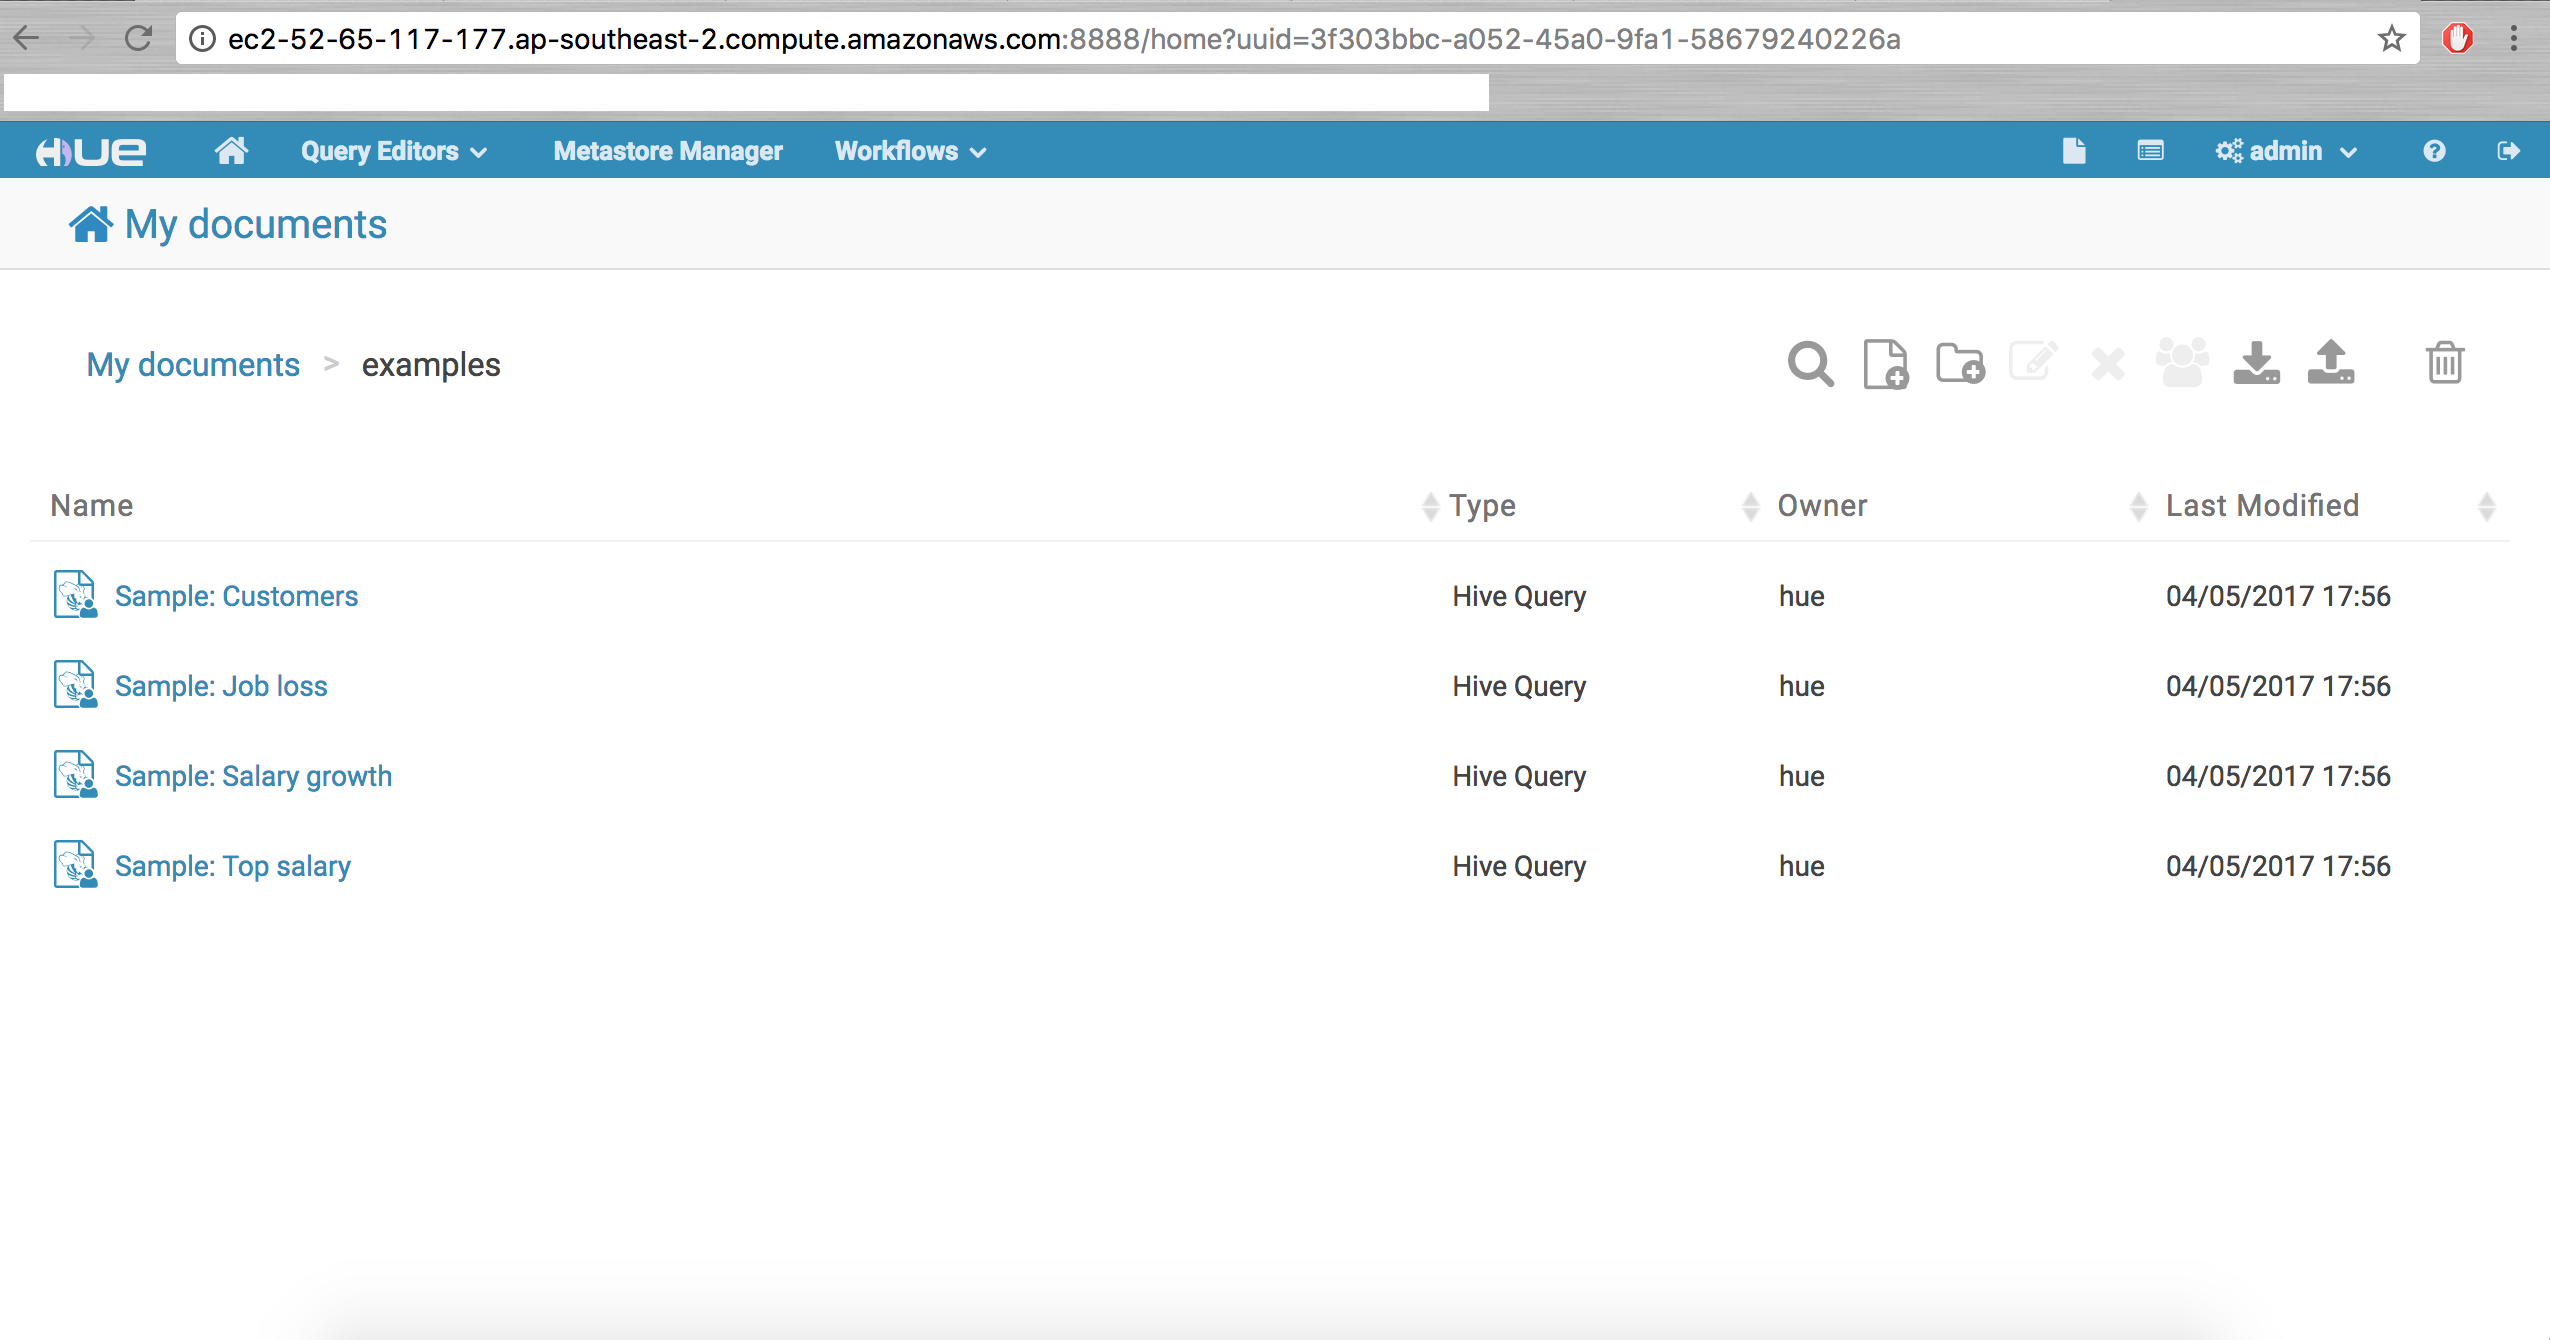 ec2-52-65-117-177.ap-southeast-2.compute.amazonaws.com:8888/home?uuid=3f303bbc-a052-45a0-9fa1-58679240226a
HUE Query Editors Metastore Manager Workflows admin
My documents
My documents > examples
Name Type Owner Last Modified
Sample: Customers Hive Query hue 04/05/2017 17:56
Sample: Job loss Hive Query hue 04/05/2017 17:56
Sample: Salary growth Hive Query hue 04/05/2017 17:56
Sample: Top salary Hive Query hue 04/05/2017 17:56